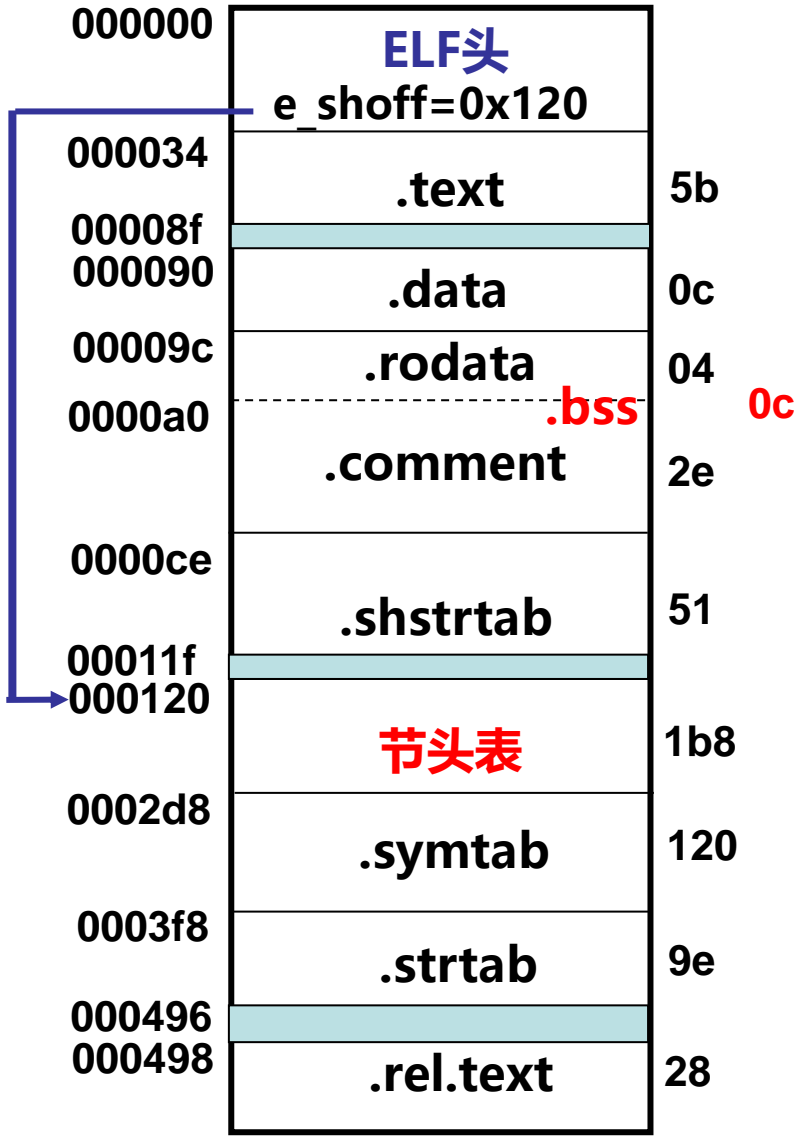 000000
ELF头
e_shoff=0x120
000034
.text
5b
00008f
000090
.data
0c
00009c
.rodata
04
.bss
0c
0000a0
.comment
2e
0000ce
.shstrtab
51
00011f
000120
节头表
1b8
0002d8
.symtab
120
0003f8
.strtab
9e
000496
000498
.rel.text
28